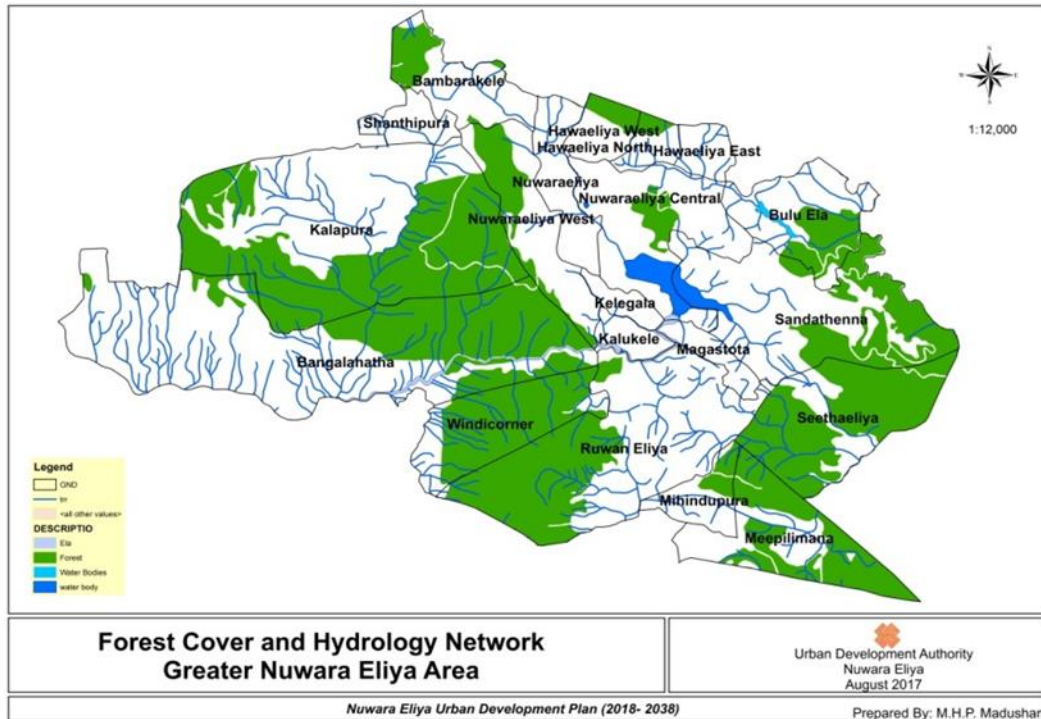 Bambarakele
Shanthipura
Hawaeliya West
Hawaeliya North
Hawaeliya East
Nuwaraeliya
Nuwaraeliya Central
Nuwaraeliya West
Bulu Ela
Kalapura
Kelegala
Sandathenna
Kalukele
Magastota
Bangalahatha
Seethaeliya
Windicorner
Ruwan Eliya
Mihindupura
Meepilimana
N
W
E
S
1:12,000
Legend
GND
<all other values>
DESCRIPTIO
Ela
Forest
Water Bodies
water body
Forest Cover and Hydrology Network
Greater Nuwara Eliya Area
Urban Development Authority
Nuwara Eliya
August 2017
Nuwara Eliya Urban Development Plan (2018- 2038)
Prepared By: M.H.P. Madushan